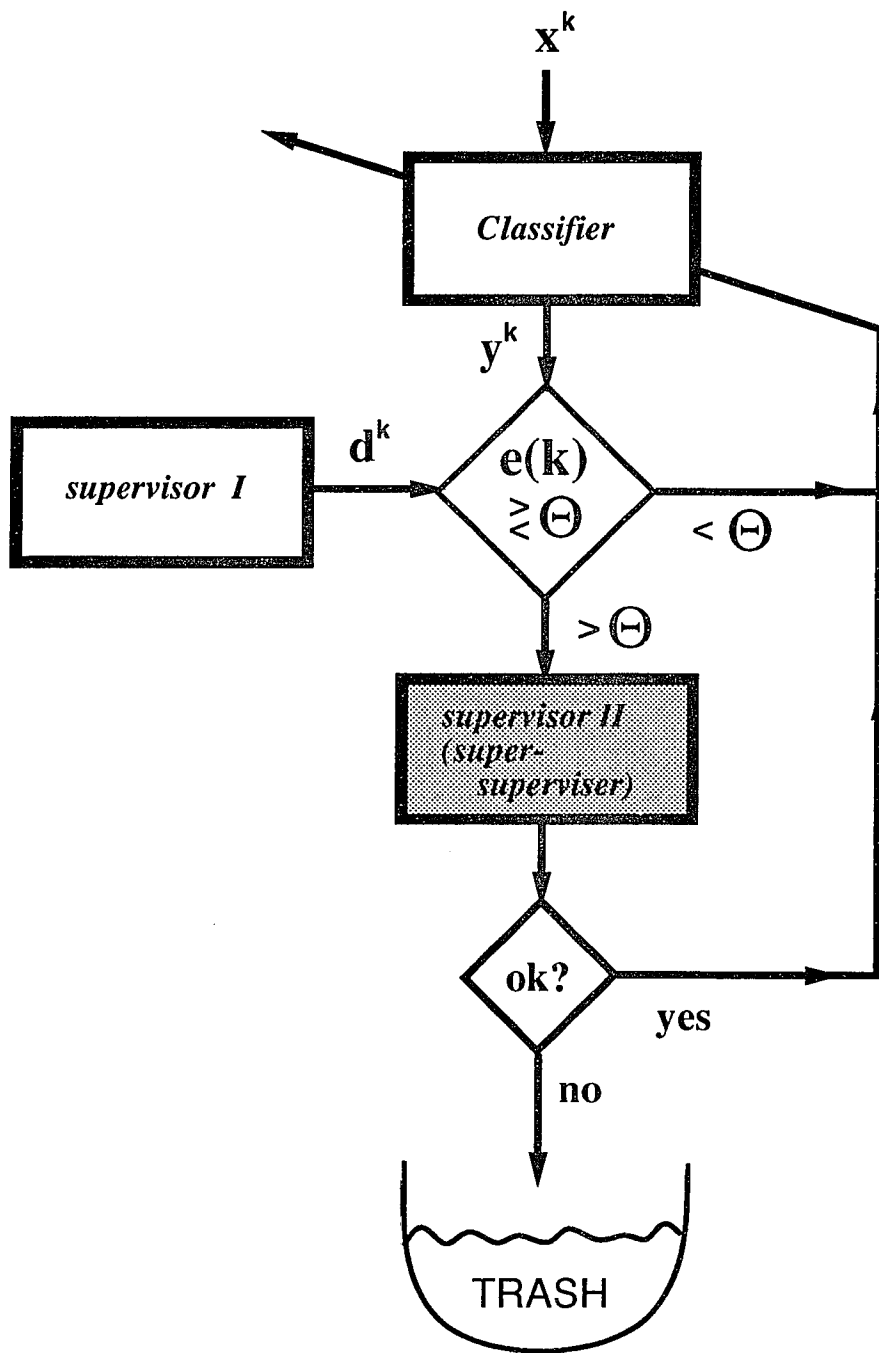 x^k
Classifier
y^k
d^k
supervisor I
e(k)
≷ Θ
< Θ
> Θ
supervisor II
(super-
superviser)
ok?
yes
no
TRASH